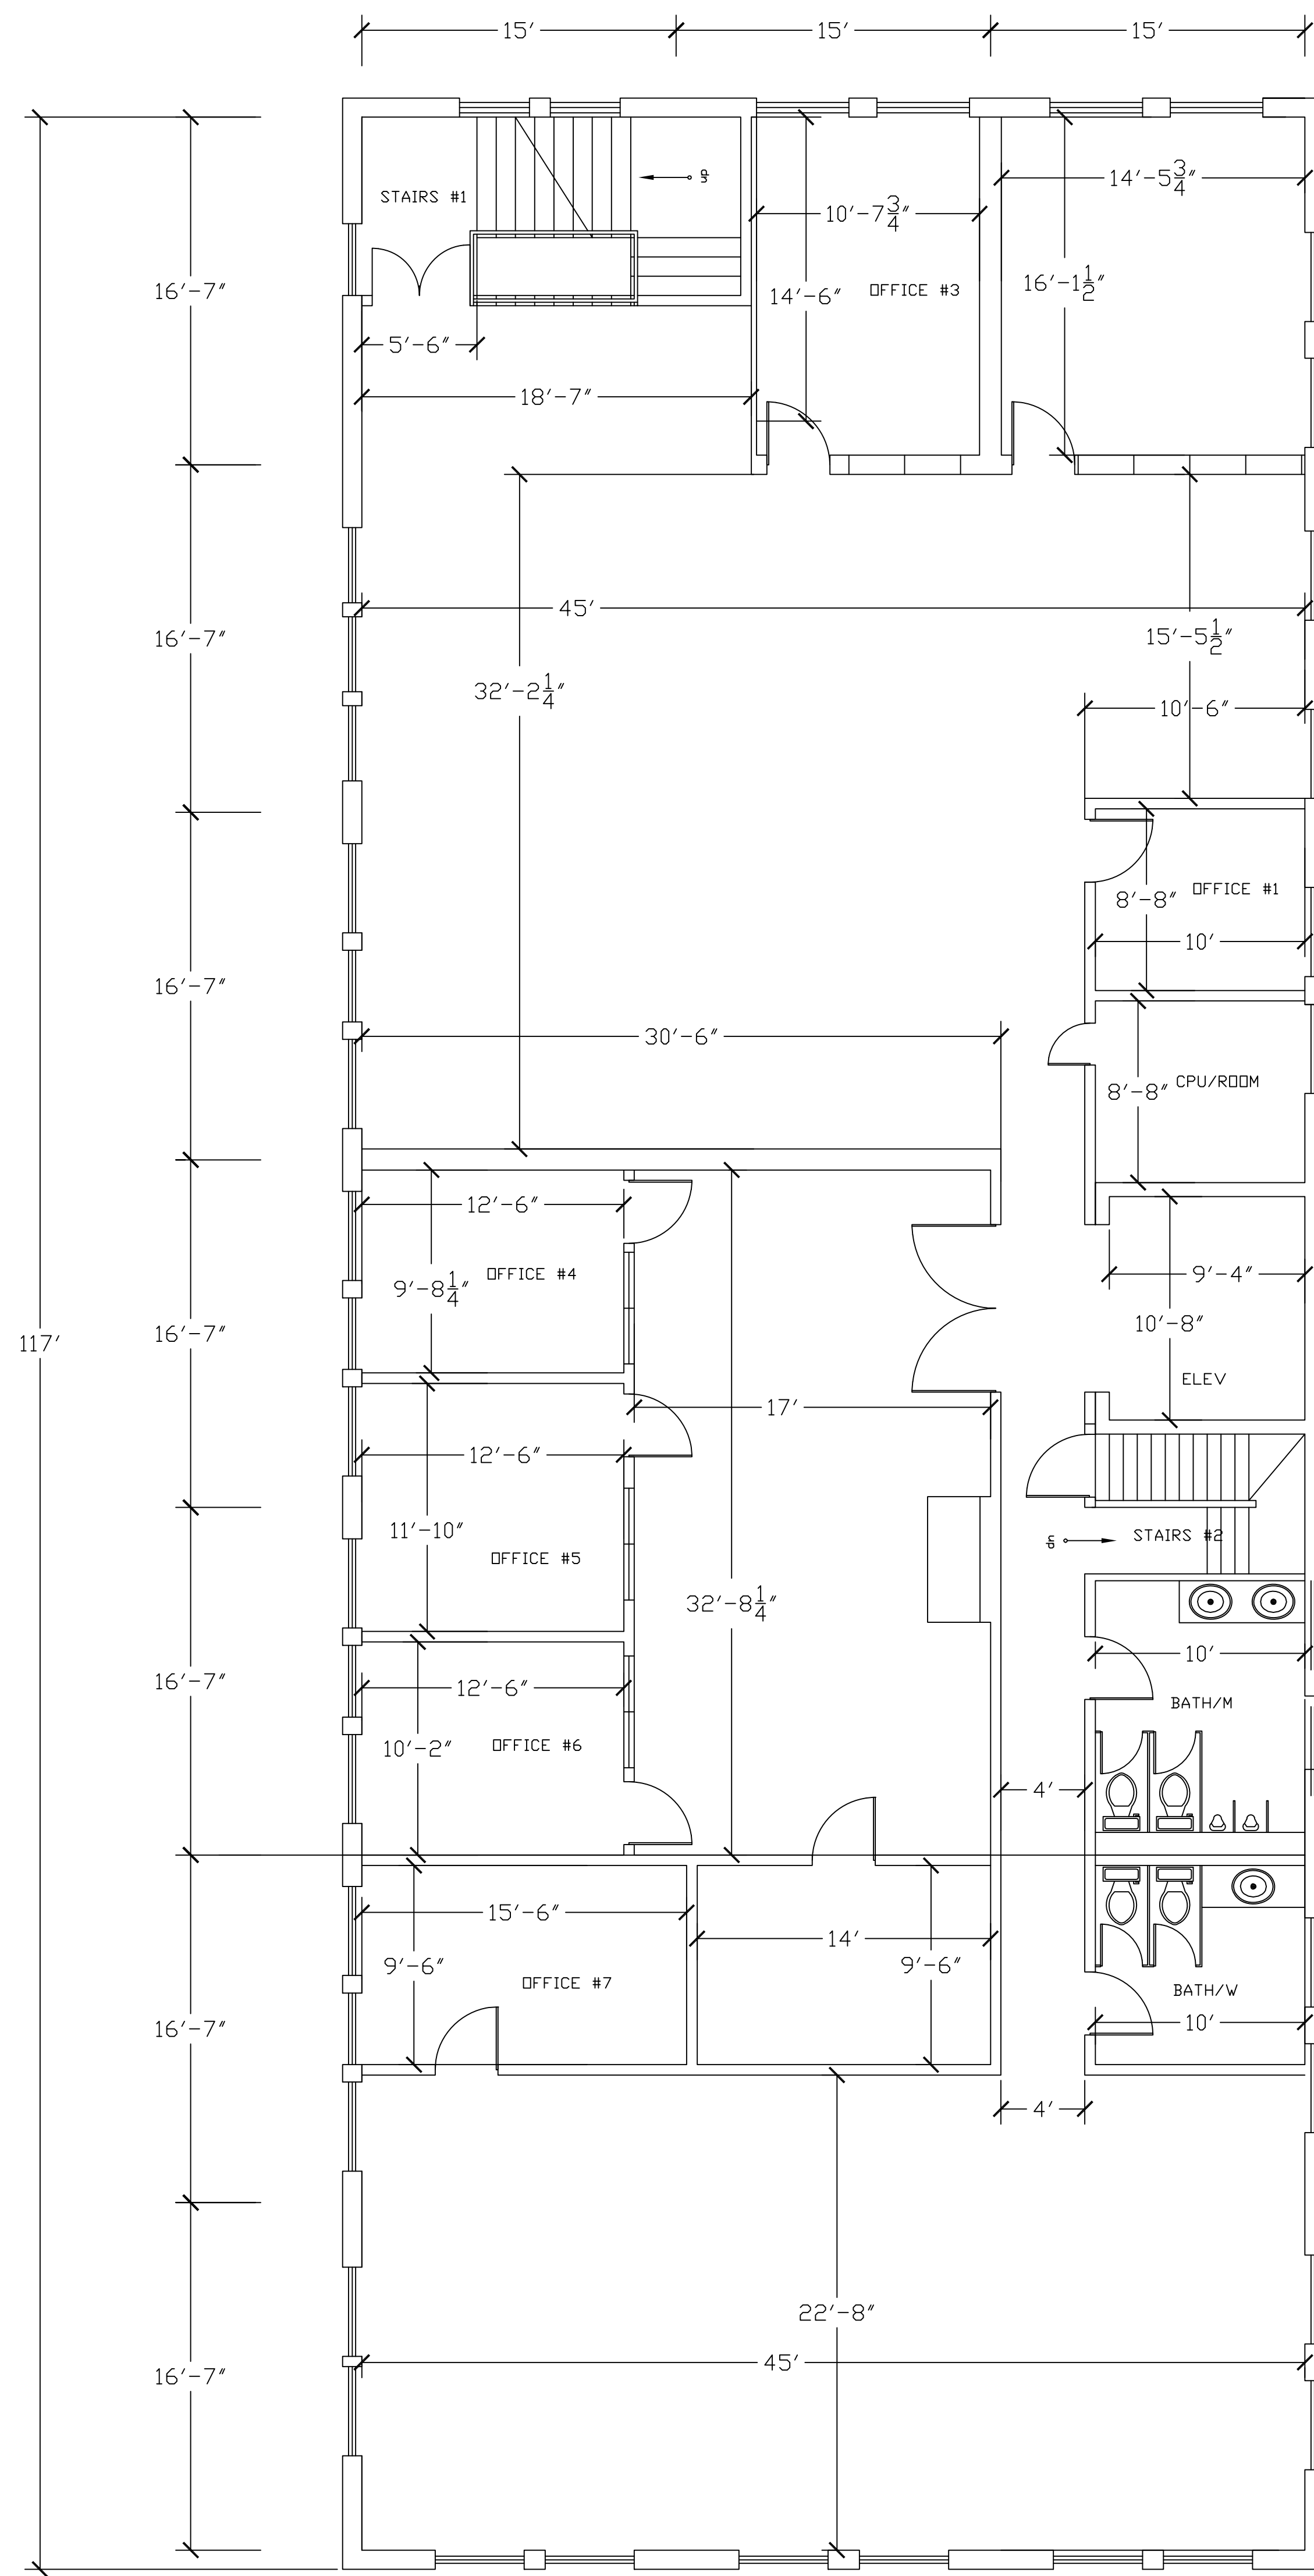 15' 15' 15'
STAIRS #1
UP
14'-5 3/4"
10'-7 3/4"
16'-7"
14'-6"
OFFICE #3
16'-1 1/2"
5'-6"
18'-7"
45'
16'-7"
15'-5 1/2"
32'-2 1/4"
10'-6"
OFFICE #1
8'-8"
10'
16'-7"
30'-6"
CPU/ROOM
8'-8"
12'-6"
OFFICE #4
9'-4"
9'-8 1/4"
10'-8"
16'-7"
117'
ELEV
17'
12'-6"
11'-10"
STAIRS #2
UP
OFFICE #5
32'-8 1/4"
10'
16'-7"
12'-6"
BATH/M
10'-2"
OFFICE #6
4'
15'-6"
14'
9'-6"
9'-6"
OFFICE #7
BATH/W
10'
16'-7"
4'
22'-8"
45'
16'-7"